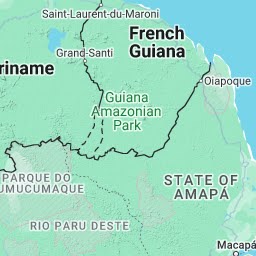 Saint-Laurent-du-Maroni
French
Guiana
Grand-Santi
Oiapoque
riname
Guiana
Amazonian
Park
PARQUE DO
UMUCUMAQUE
STATE OF
AMAPÁ
RIO PARU DESTE
Macapá